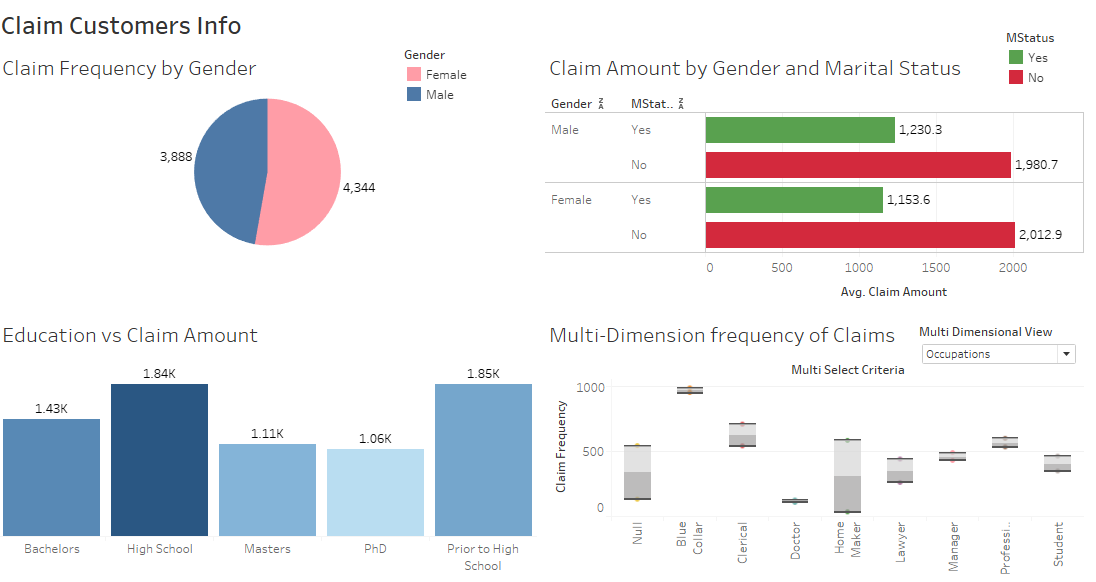 Claim Customers Info
Claim Frequency by Gender
Gender
Female
Male
3,888
4,344
Claim Amount by Gender and Marital Status
MStatus
Yes
No
Gender MStat..
Male Yes 1,230.3
No 1,980.7
Female Yes 1,153.6
No 2,012.9
0 500 1000 1500 2000
Avg. Claim Amount
Education vs Claim Amount
1.43K 1.84K 1.11K 1.06K 1.85K
Bachelors High School Masters PhD Prior to High
School
Multi-Dimension frequency of Claims
Multi Dimensional View
Occupations
Multi Select Criteria
Claim Frequency
1000
500
0
Null
Blue
Collar
Clerical
Doctor
Home
Maker
Lawyer
Manager
Professi..
Student